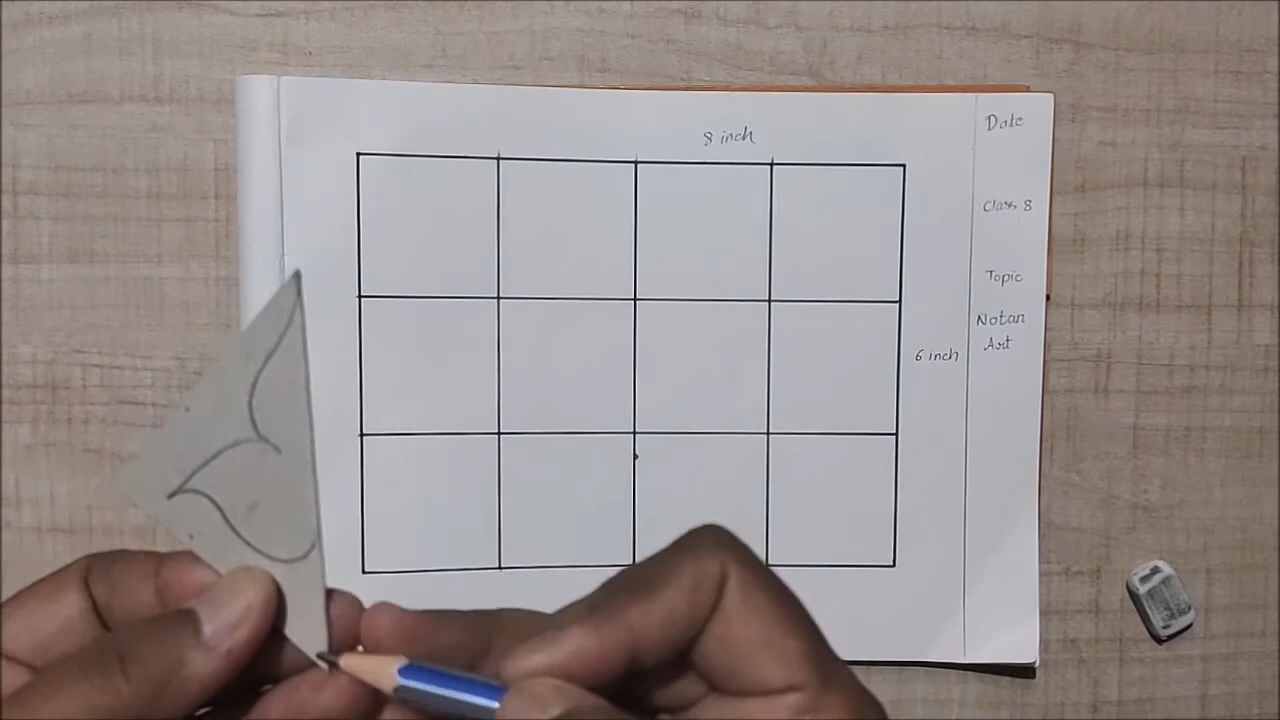 8 inch
Date
Class 8
Topic
Notan
Art
6 inch